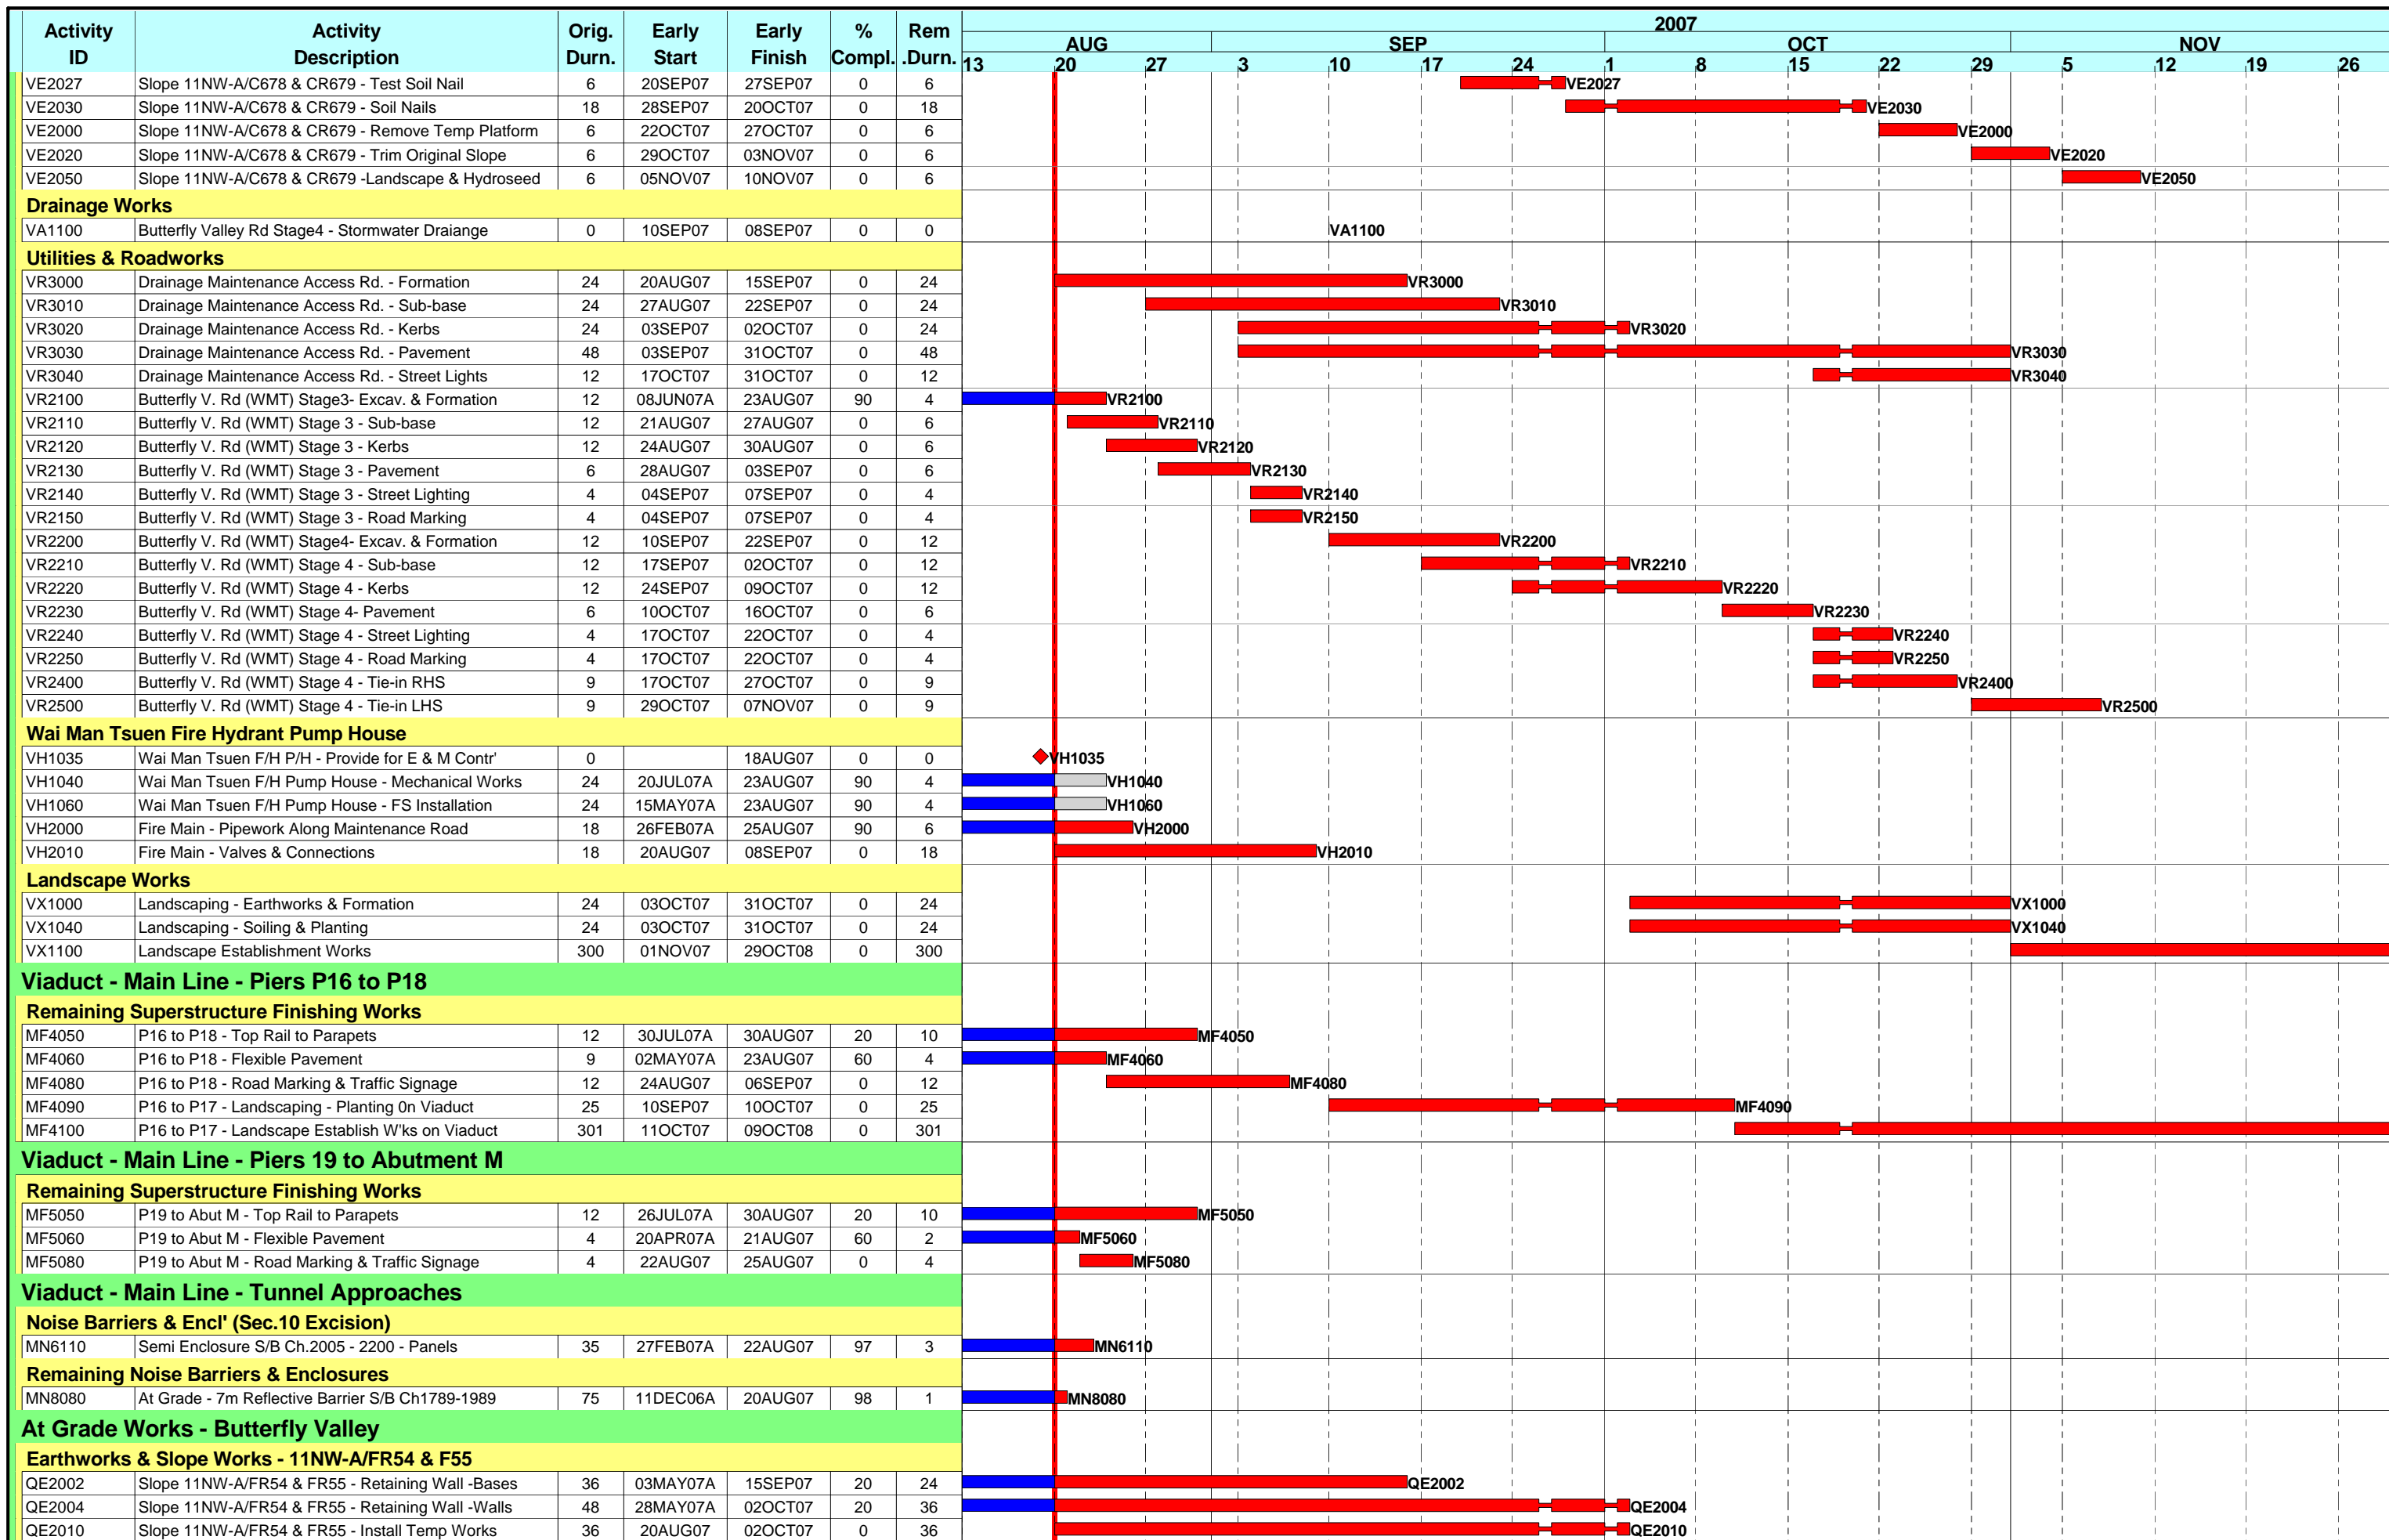 2007
Activity Activity Orig. Early Early % Rem
AUG SEP OCT NOV
ID Description Durn. Start Finish Compl. .Durn. 13 20 27 3 10 17 24 1 8 15 22 29 5 12 19 26
VE2027 Slope 11NW-A/C678 & CR679 - Test Soil Nail 6 20SEP07 27SEP07 0 6 VE2027
VE2030 Slope 11NW-A/C678 & CR679 - Soil Nails 18 28SEP07 20OCT07 0 18 VE2030
VE2000 Slope 11NW-A/C678 & CR679 - Remove Temp Platform 6 22OCT07 27OCT07 0 6 VE2000
VE2020 Slope 11NW-A/C678 & CR679 - Trim Original Slope 6 29OCT07 03NOV07 0 6 VE2020
VE2050 Slope 11NW-A/C678 & CR679 -Landscape & Hydroseed 6 05NOV07 10NOV07 0 6 VE2050
Drainage Works
VA1100 Butterfly Valley Rd Stage4 - Stormwater Draiange 0 10SEP07 08SEP07 0 0 VA1100
Utilities & Roadworks
VR3000 Drainage Maintenance Access Rd. - Formation 24 20AUG07 15SEP07 0 24 VR3000
VR3010 Drainage Maintenance Access Rd. - Sub-base 24 27AUG07 22SEP07 0 24 VR3010
VR3020 Drainage Maintenance Access Rd. - Kerbs 24 03SEP07 02OCT07 0 24 VR3020
VR3030 Drainage Maintenance Access Rd. - Pavement 48 03SEP07 31OCT07 0 48 VR3030
VR3040 Drainage Maintenance Access Rd. - Street Lights 12 17OCT07 31OCT07 0 12 VR3040
VR2100 Butterfly V. Rd (WMT) Stage3- Excav. & Formation 12 08JUN07A 23AUG07 90 4 VR2100
VR2110 Butterfly V. Rd (WMT) Stage 3 - Sub-base 12 21AUG07 27AUG07 0 6 VR2110
VR2120 Butterfly V. Rd (WMT) Stage 3 - Kerbs 12 24AUG07 30AUG07 0 6 VR2120
VR2130 Butterfly V. Rd (WMT) Stage 3 - Pavement 6 28AUG07 03SEP07 0 6 VR2130
VR2140 Butterfly V. Rd (WMT) Stage 3 - Street Lighting 4 04SEP07 07SEP07 0 4 VR2140
VR2150 Butterfly V. Rd (WMT) Stage 3 - Road Marking 4 04SEP07 07SEP07 0 4 VR2150
VR2200 Butterfly V. Rd (WMT) Stage4- Excav. & Formation 12 10SEP07 22SEP07 0 12 VR2200
VR2210 Butterfly V. Rd (WMT) Stage 4 - Sub-base 12 17SEP07 02OCT07 0 12 VR2210
VR2220 Butterfly V. Rd (WMT) Stage 4 - Kerbs 12 24SEP07 09OCT07 0 12 VR2220
VR2230 Butterfly V. Rd (WMT) Stage 4- Pavement 6 10OCT07 16OCT07 0 6 VR2230
VR2240 Butterfly V. Rd (WMT) Stage 4 - Street Lighting 4 17OCT07 22OCT07 0 4 VR2240
VR2250 Butterfly V. Rd (WMT) Stage 4 - Road Marking 4 17OCT07 22OCT07 0 4 VR2250
VR2400 Butterfly V. Rd (WMT) Stage 4 - Tie-in RHS 9 17OCT07 27OCT07 0 9 VR2400
VR2500 Butterfly V. Rd (WMT) Stage 4 - Tie-in LHS 9 29OCT07 07NOV07 0 9 VR2500
Wai Man Tsuen Fire Hydrant Pump House
VH1035 Wai Man Tsuen F/H P/H - Provide for E & M Contr' 0 18AUG07 0 0 VH1035
VH1040 Wai Man Tsuen F/H Pump House - Mechanical Works 24 20JUL07A 23AUG07 90 4 VH1040
VH1060 Wai Man Tsuen F/H Pump House - FS Installation 24 15MAY07A 23AUG07 90 4 VH1060
VH2000 Fire Main - Pipework Along Maintenance Road 18 26FEB07A 25AUG07 90 6 VH2000
VH2010 Fire Main - Valves & Connections 18 20AUG07 08SEP07 0 18 VH2010
Landscape Works
VX1000 Landscaping - Earthworks & Formation 24 03OCT07 31OCT07 0 24 VX1000
VX1040 Landscaping - Soiling & Planting 24 03OCT07 31OCT07 0 24 VX1040
VX1100 Landscape Establishment Works 300 01NOV07 29OCT08 0 300
Viaduct - Main Line - Piers P16 to P18
Remaining Superstructure Finishing Works
MF4050 P16 to P18 - Top Rail to Parapets 12 30JUL07A 30AUG07 20 10 MF4050
MF4060 P16 to P18 - Flexible Pavement 9 02MAY07A 23AUG07 60 4 MF4060
MF4080 P16 to P18 - Road Marking & Traffic Signage 12 24AUG07 06SEP07 0 12 MF4080
MF4090 P16 to P17 - Landscaping - Planting 0n Viaduct 25 10SEP07 10OCT07 0 25 MF4090
MF4100 P16 to P17 - Landscape Establish W'ks on Viaduct 301 11OCT07 09OCT08 0 301
Viaduct - Main Line - Piers 19 to Abutment M
Remaining Superstructure Finishing Works
MF5050 P19 to Abut M - Top Rail to Parapets 12 26JUL07A 30AUG07 20 10 MF5050
MF5060 P19 to Abut M - Flexible Pavement 4 20APR07A 21AUG07 60 2 MF5060
MF5080 P19 to Abut M - Road Marking & Traffic Signage 4 22AUG07 25AUG07 0 4 MF5080
Viaduct - Main Line - Tunnel Approaches
Noise Barriers & Encl' (Sec.10 Excision)
MN6110 Semi Enclosure S/B Ch.2005 - 2200 - Panels 35 27FEB07A 22AUG07 97 3 MN6110
Remaining Noise Barriers & Enclosures
MN8080 At Grade - 7m Reflective Barrier S/B Ch1789-1989 75 11DEC06A 20AUG07 98 1 MN8080
At Grade Works - Butterfly Valley
Earthworks & Slope Works - 11NW-A/FR54 & F55
QE2002 Slope 11NW-A/FR54 & FR55 - Retaining Wall -Bases 36 03MAY07A 15SEP07 20 24 QE2002
QE2004 Slope 11NW-A/FR54 & FR55 - Retaining Wall -Walls 48 28MAY07A 02OCT07 20 36 QE2004
QE2010 Slope 11NW-A/FR54 & FR55 - Install Temp Works 36 20AUG07 02OCT07 0 36 QE2010